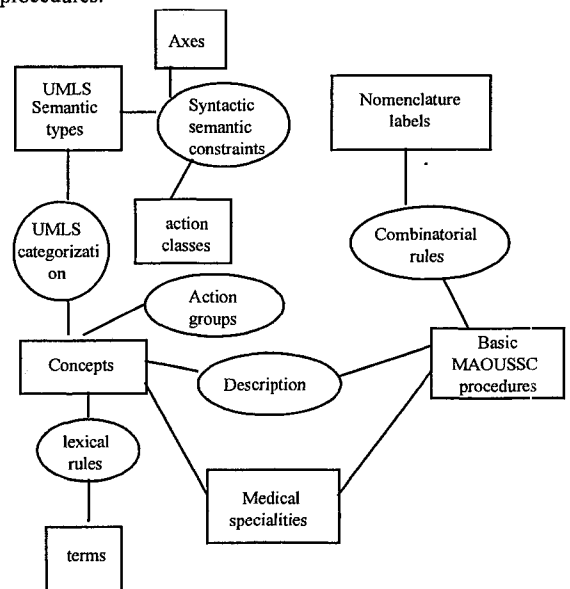 procedures.
Axes
UMLS
Semantic
types
Syntactic
semantic
constraints
Nomenclature
labels
action
classes
UMLS
categorizati
on
Combinatorial
rules
Action
groups
Concepts
Description
Basic
MAOUSSC
procedures
lexical
rules
Medical
specialities
terms